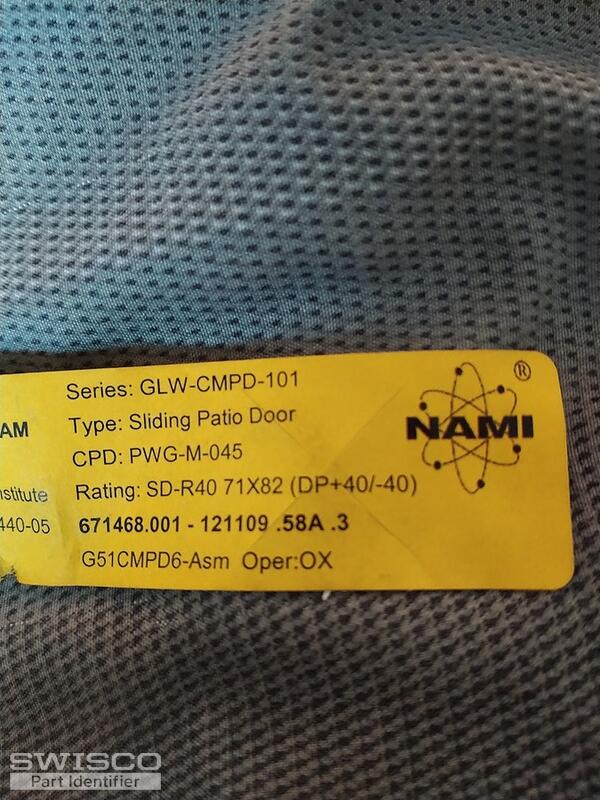 Series: GLW-CMPD-101
AM Type: Sliding Patio Door
CPD: PWG-M-045
Rating: SD-R40 71X82 (DP+40/-40)
440-05 671468.001 - 121109 .58A .3
G51CMPD6-Asm Oper:OX
NAMI
®
SWISCO
Part Identifier